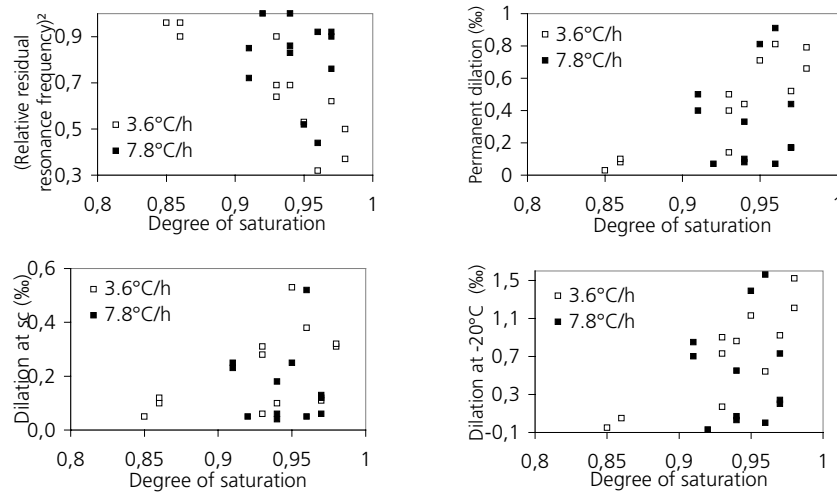 (Relative residual
resonance frequency)²
0,9
0,7
0,5
0,3
3.6°C/h
7.8°C/h
0,8 0,85 0,9 0,95 1
Degree of saturation
Permanent dilation (‰)
1
0,8
0,6
0,4
0,2
0
3.6°C/h
7.8°C/h
0,8 0,85 0,9 0,95 1
Degree of saturation
Dilation at sc (‰)
0,6
0,4
0,2
0,0
3.6°C/h
7.8°C/h
0,8 0,85 0,9 0,95 1
Degree of saturation
Dilation at -20°C (‰)
1,5
1,1
0,7
0,3
-0,1
3.6°C/h
7.8°C/h
0,8 0,85 0,9 0,95 1
Degree of saturation